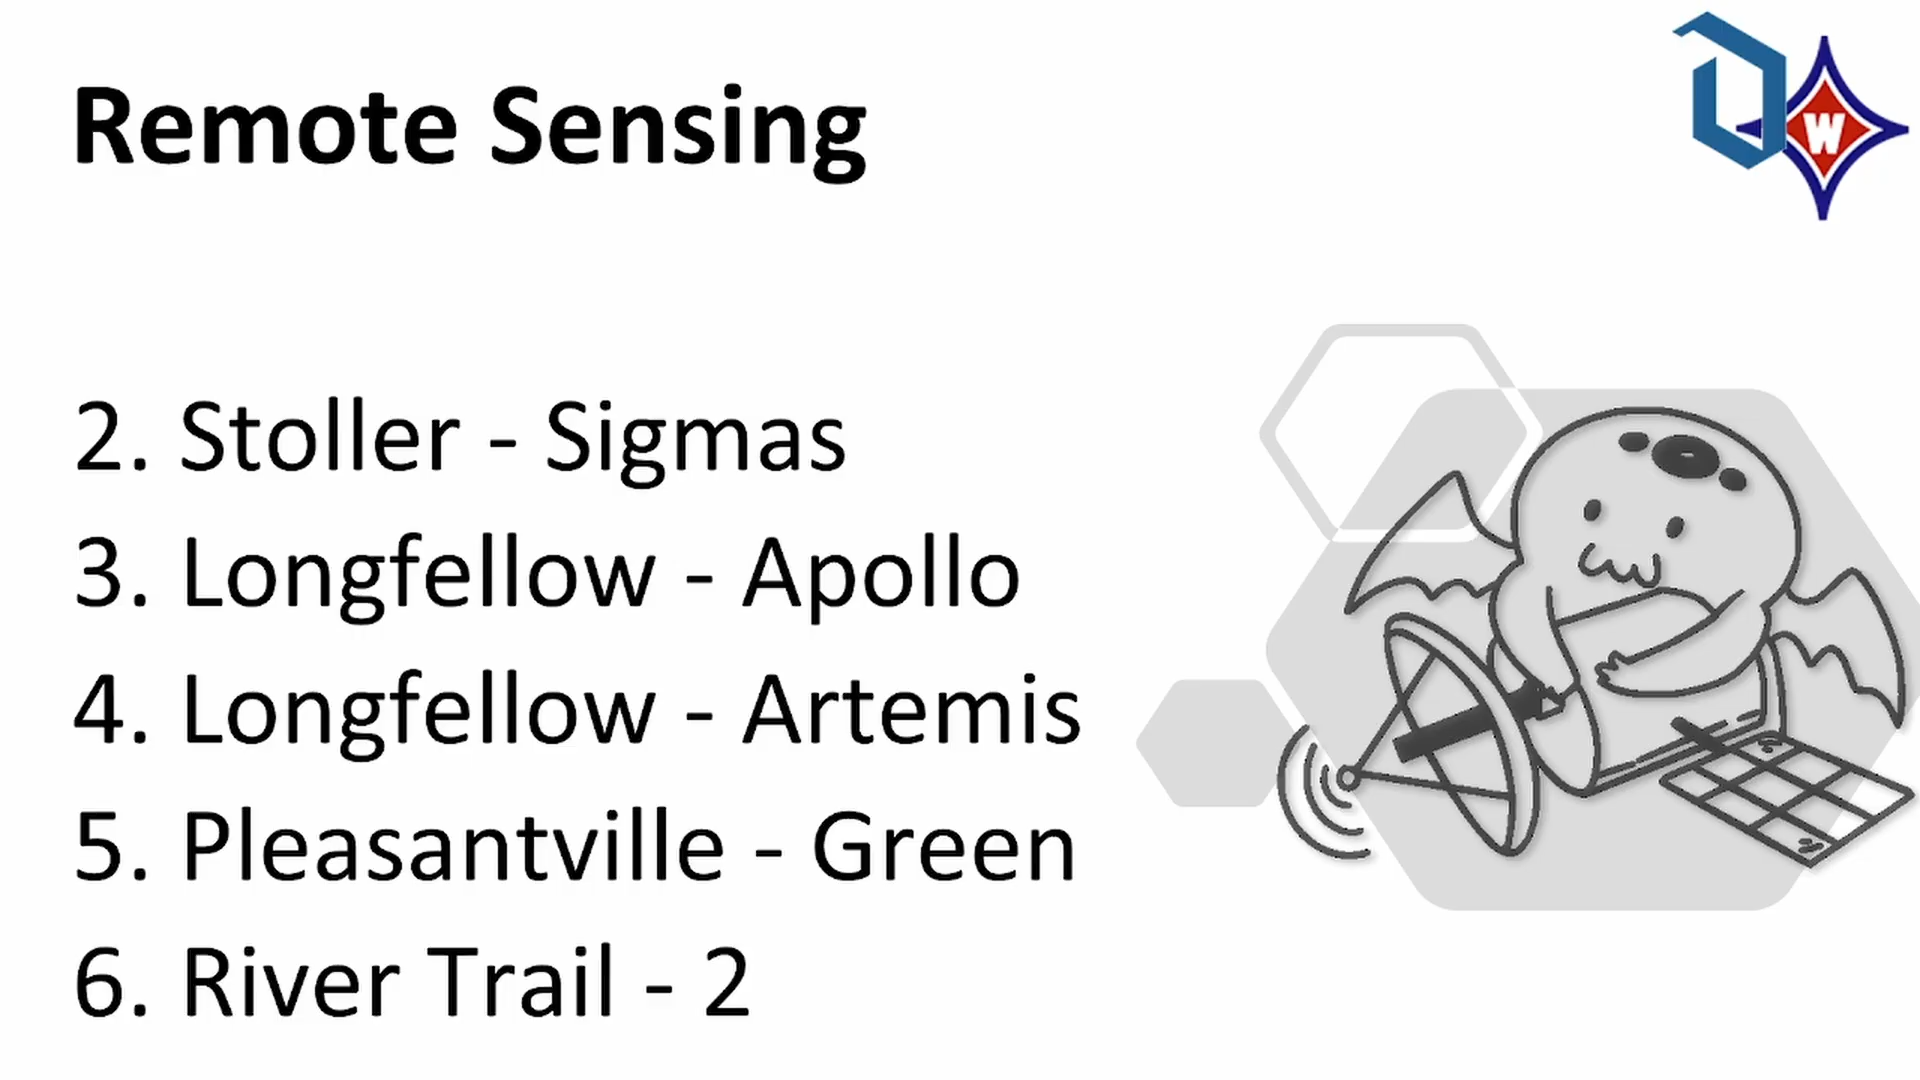 Remote Sensing
W
2. Stoller - Sigmas
3. Longfellow - Apollo
4. Longfellow - Artemis
5. Pleasantville - Green
6. River Trail - 2